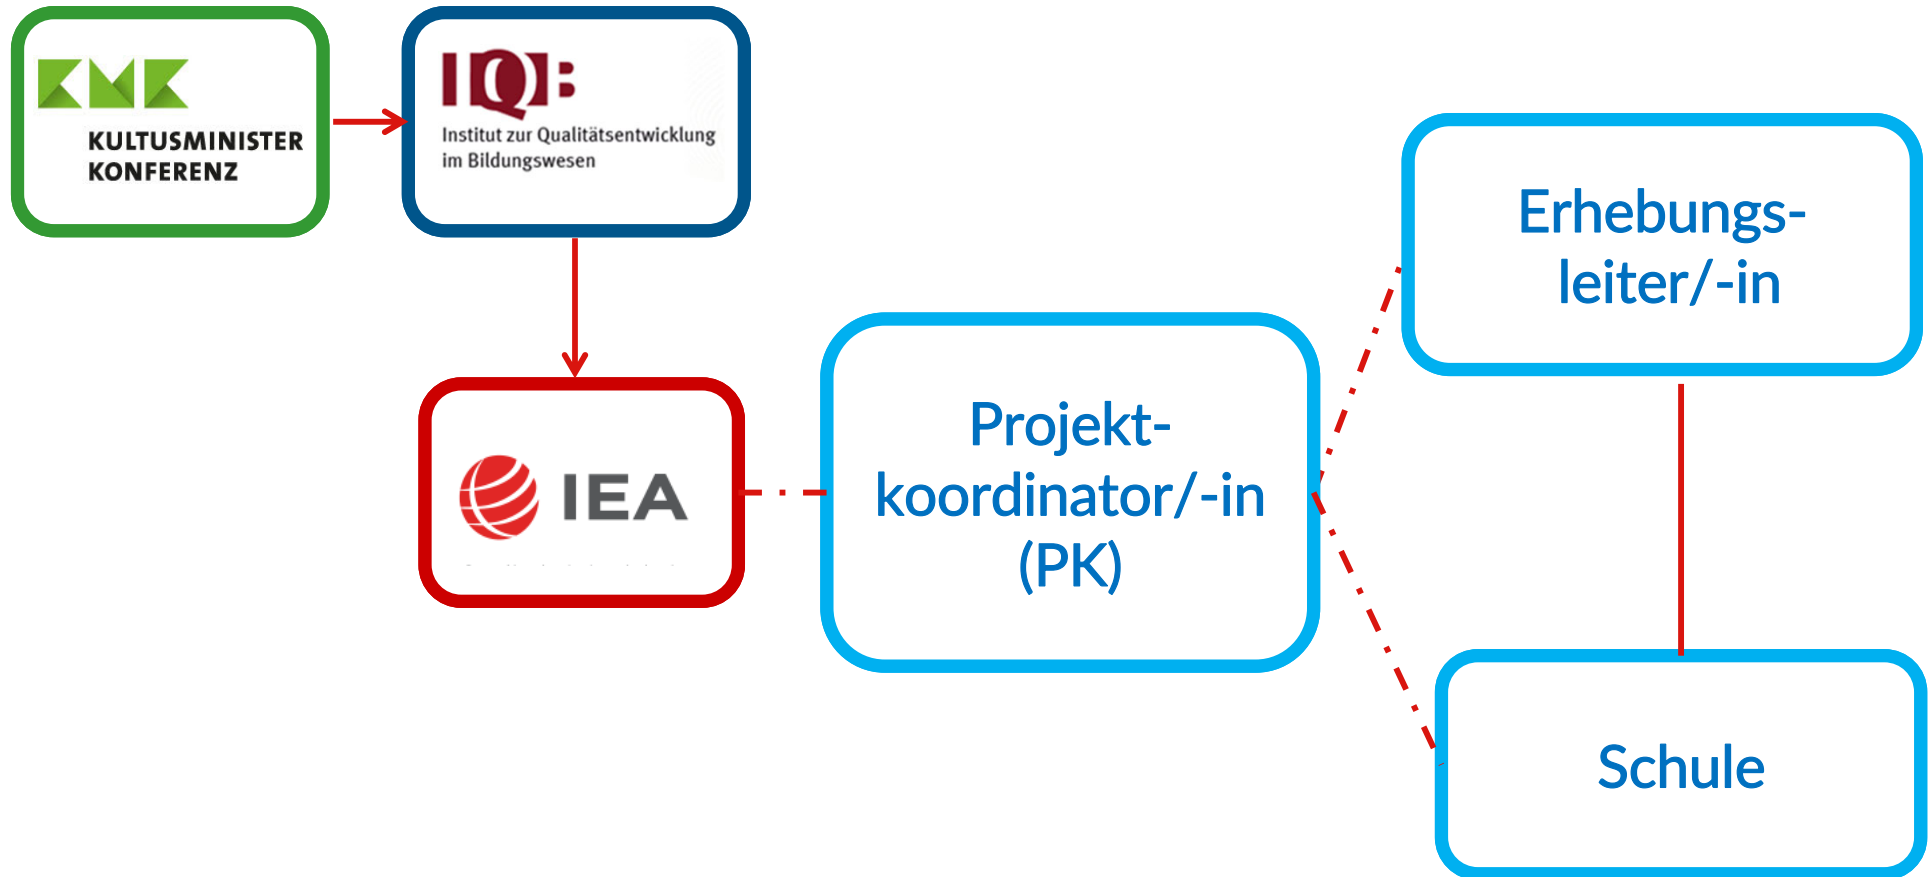 KMK
KULTUSMINISTER
KONFERENZ
IQB
Institut zur Qualitätsentwicklung
im Bildungswesen
Erhebungs-
leiter/-in
Projekt-
koordinator/-in
(PK)
IEA
Schule